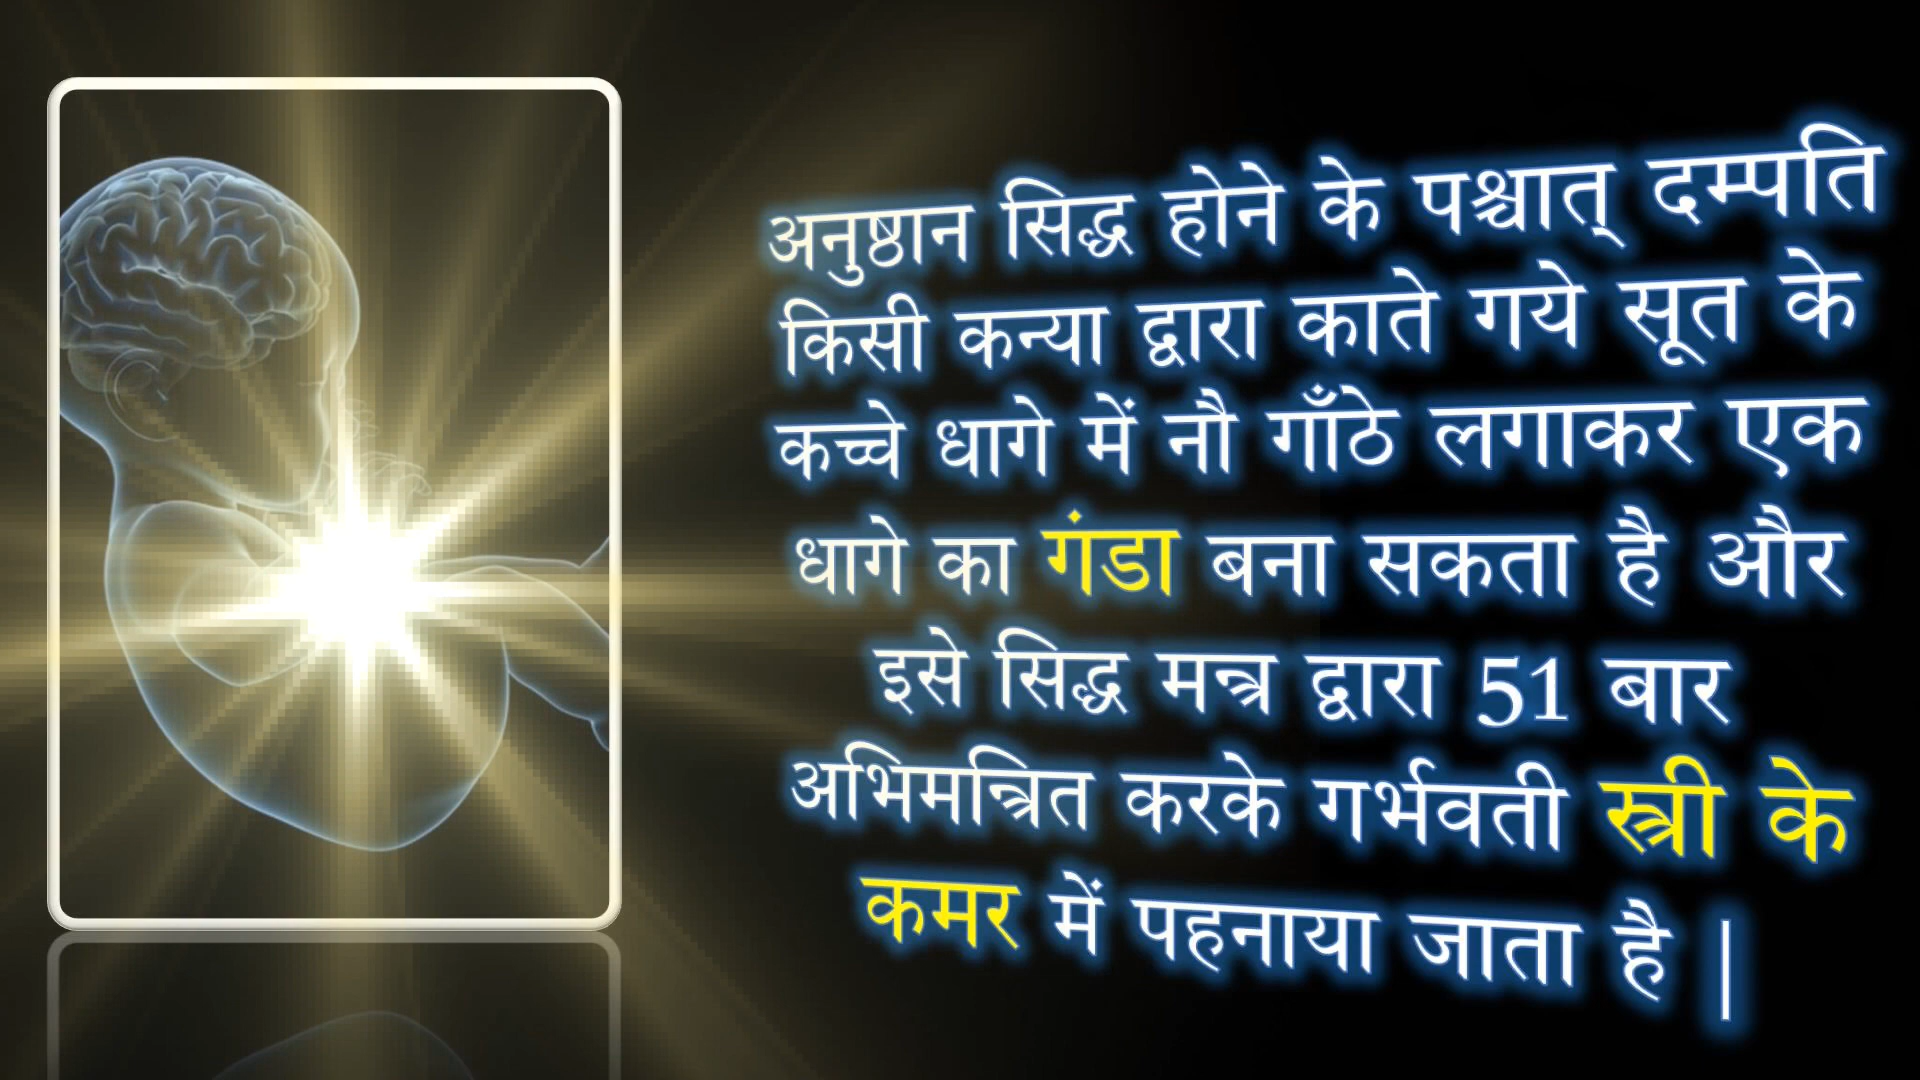 अनुष्ठान सिद्ध होने के पश्चात् दम्पति
किसी कन्या द्वारा काते गये सूत के
कच्चे धागे में नौ गाँठे लगाकर एक
धागे का गंडा बना सकता है और
इसे सिद्ध मन्त्र द्वारा 51 बार
अभिमन्त्रित करके गर्भवती स्त्री के
कमर में पहनाया जाता है |